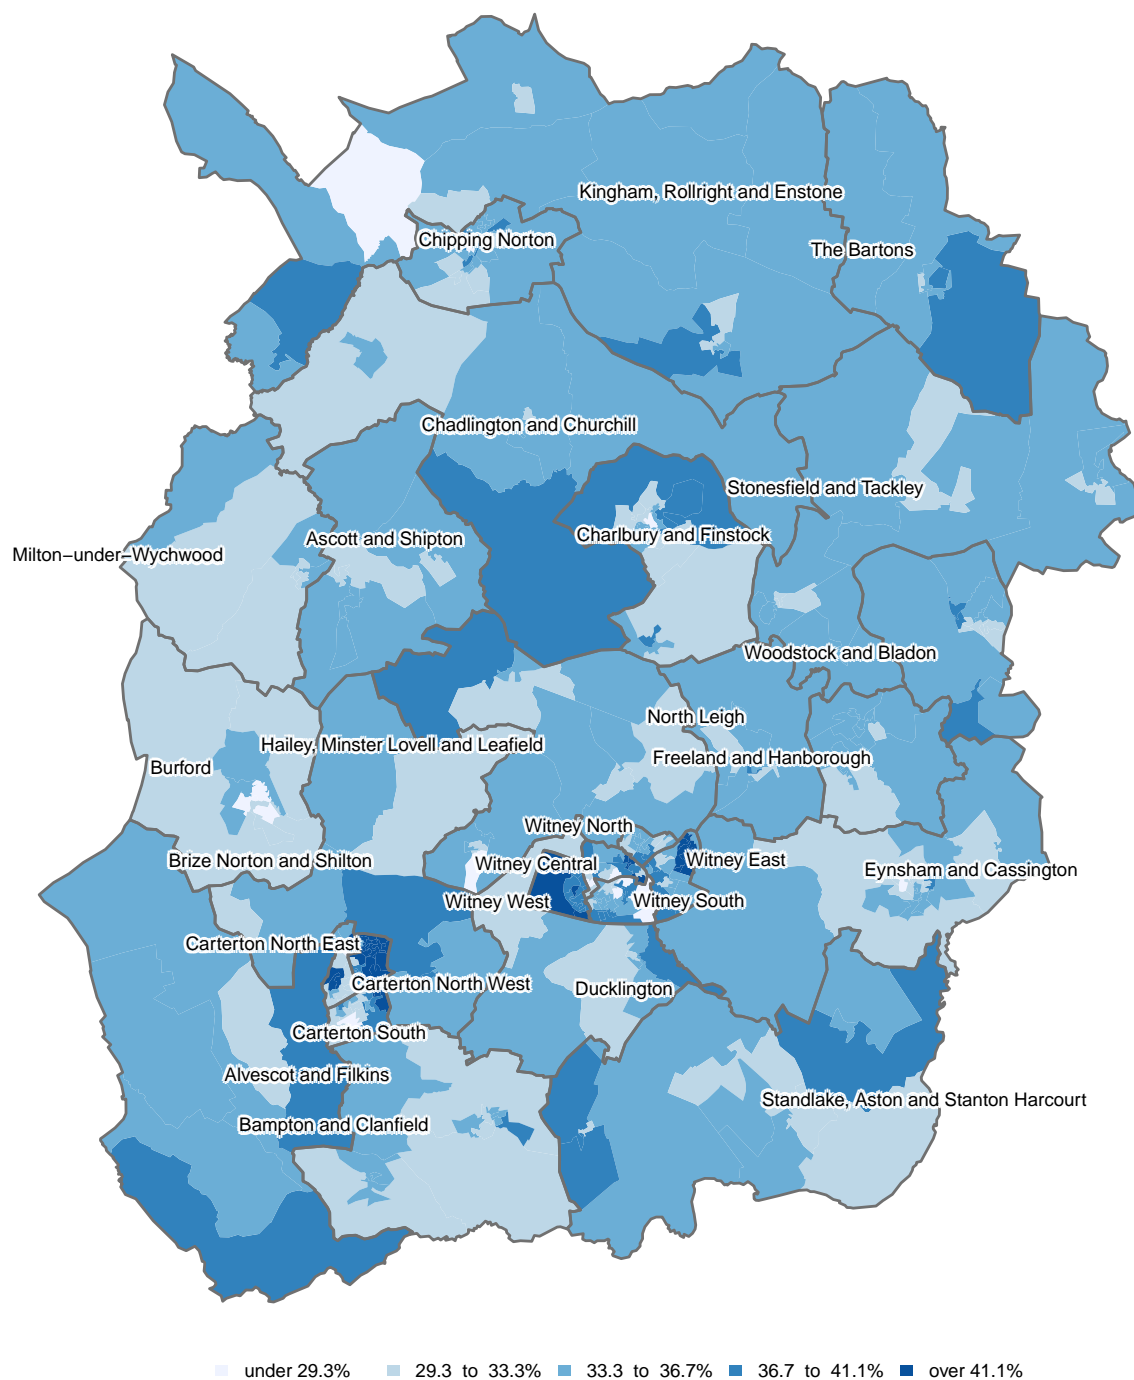 Kingham, Rollright and Enstone
Chipping Norton
The Bartons
Chadlington and Churchill
Stonesfield and Tackley
Charlbury and Finstock
Ascott and Shipton
Milton−under−Wychwood
Woodstock and Bladon
North Leigh
Hailey, Minster Lovell and Leafield
Freeland and Hanborough
Burford
Witney North
Brize Norton and Shilton
Witney Central
Witney East
Eynsham and Cassington
Witney West
Witney South
Carterton North East
Carterton North West
Ducklington
Carterton South
Alvescot and Filkins
Standlake, Aston and Stanton Harcourt
Bampton and Clanfield
under 29.3% 29.3 to 33.3% 33.3 to 36.7% 36.7 to 41.1% over 41.1%